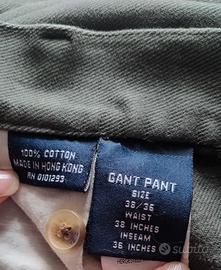 100% COTTON
MADE IN HONG KONG
RN 0101293
GANT PANT
SIZE
38/36
WAIST
38 INCHES
INSEAM
36 INCHES
subito